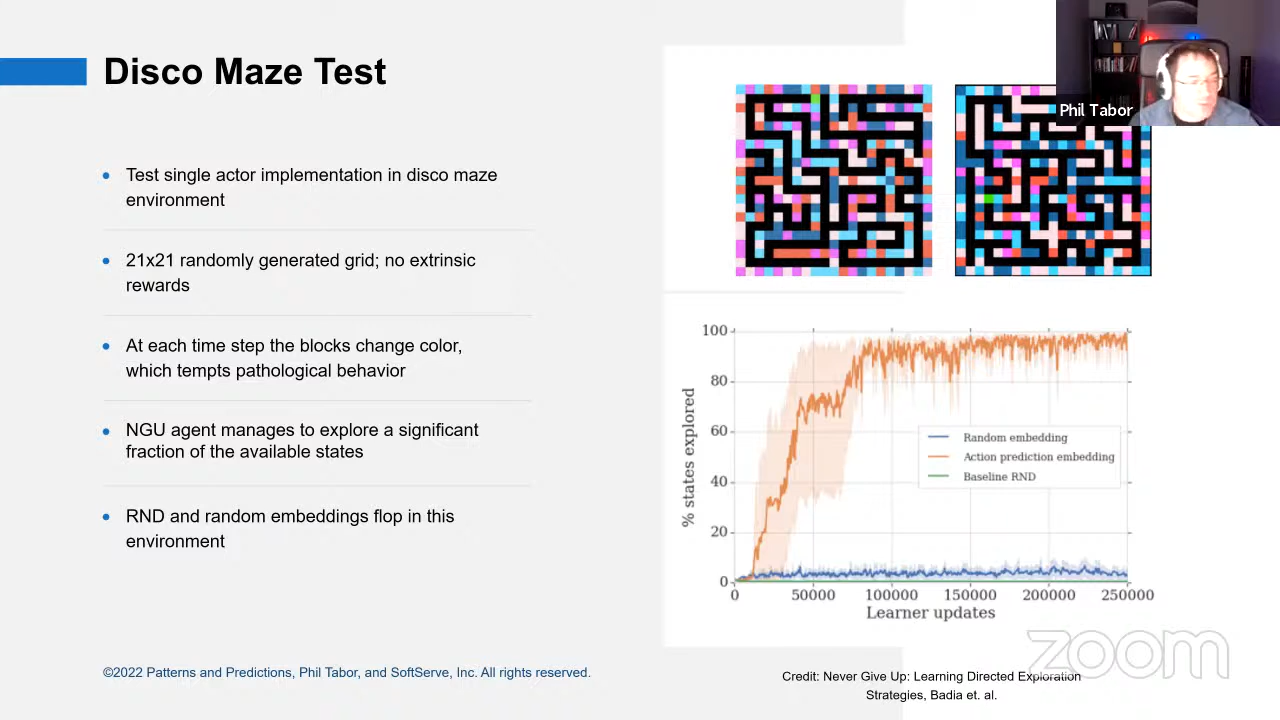 Disco Maze Test
Phil Tabor
Test single actor implementation in disco maze
environment
21x21 randomly generated grid; no extrinsic
rewards
At each time step the blocks change color,
which tempts pathological behavior
NGU agent manages to explore a significant
fraction of the available states
RND and random embeddings flop in this
environment
100
80
60
40
20
0
% states explored
Random embedding
Action prediction embedding
Baseline RND
0 50000 100000 150000 200000 250000
Learner updates
zoom
©2022 Patterns and Predictions, Phil Tabor, and SoftServe, Inc. All rights reserved.
Credit: Never Give Up: Learning Directed Exploration
Strategies, Badia et. al.